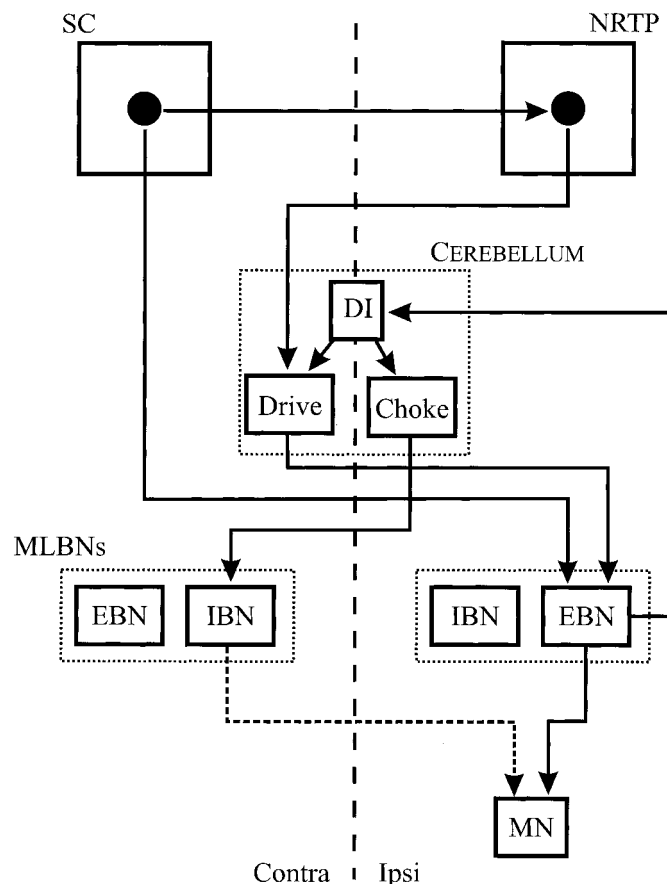 SC
NRTP
CEREBELLUM
DI
Drive
Choke
MLBNs
EBN
IBN
IBN
EBN
MN
Contra
Ipsi